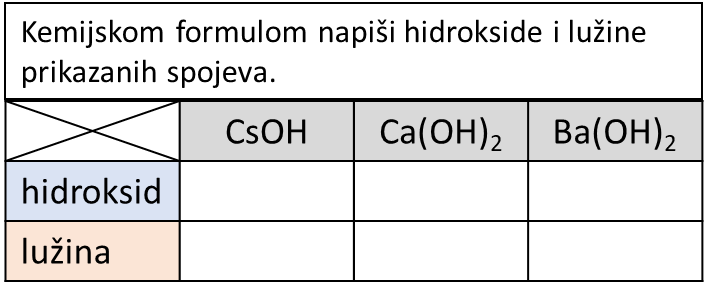 Kemijskom formulom napiši hidrokside i lužine
prikazanih spojeva.
CsOH Ca(OH)₂ Ba(OH)₂
hidroksid
lužina